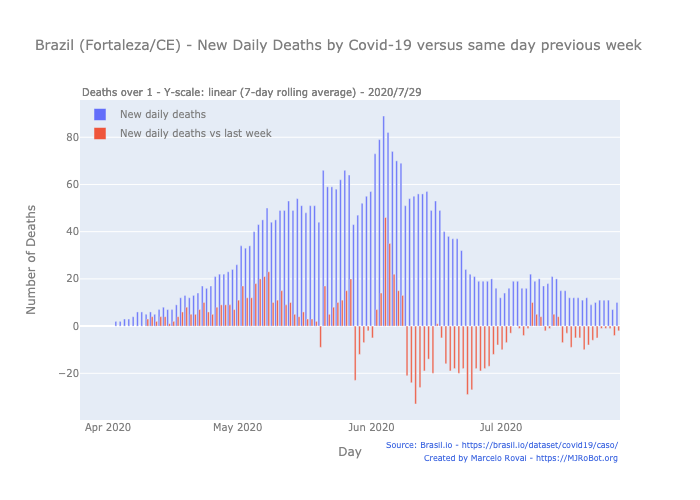 Brazil (Fortaleza/CE) - New Daily Deaths by Covid-19 versus same day previous week
Deaths over 1 - Y-scale: linear (7-day rolling average) - 2020/7/29
New daily deaths
New daily deaths vs last week
80
60
40
20
0
−20
Number of Deaths
Apr 2020
May 2020
Jun 2020
Jul 2020
Day
Source: Brasil.io - https://brasil.io/dataset/covid19/caso/
Created by Marcelo Rovai - https://MJRoBot.org